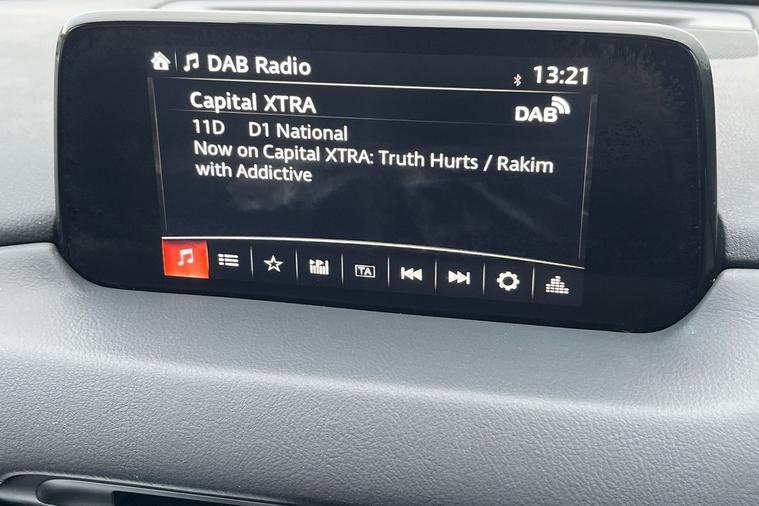 DAB Radio
13:21
Capital XTRA
DAB
11D D1 National
Now on Capital XTRA: Truth Hurts / Rakim
with Addictive
TA